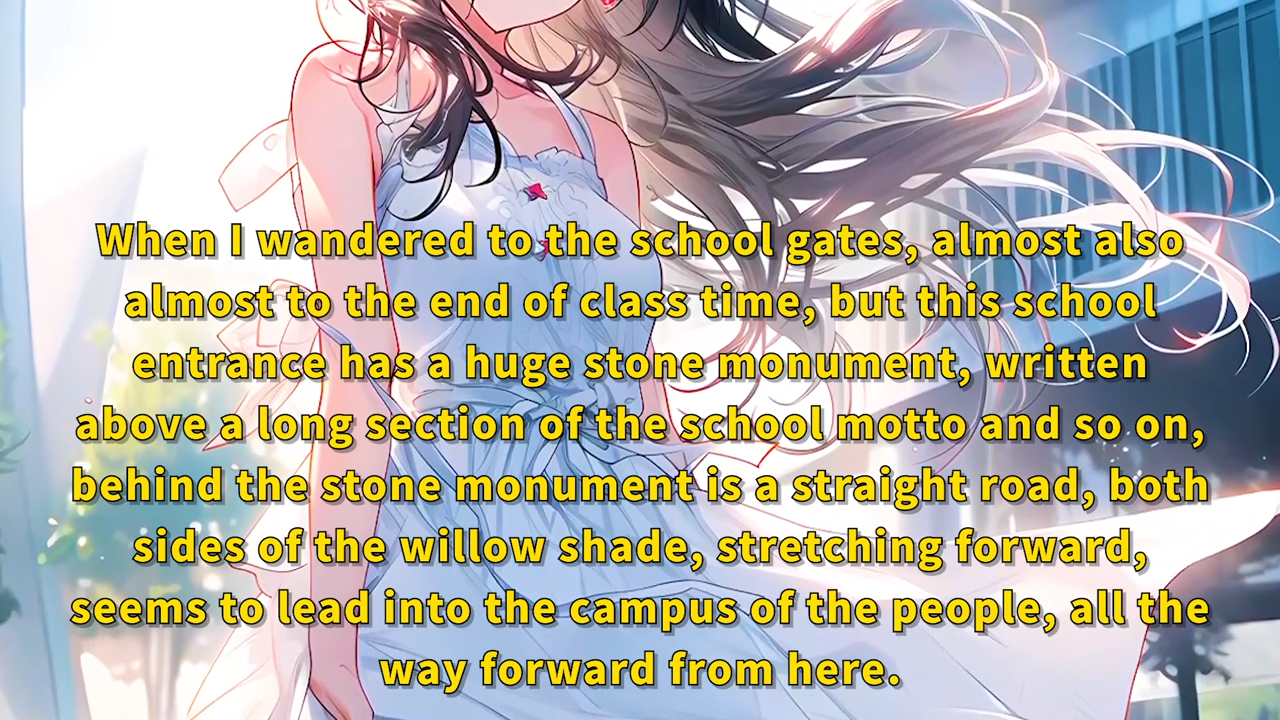 When I wandered to the school gates, almost also
almost to the end of class time, but this school
entrance has a huge stone monument, written
above a long section of the school motto and so on,
behind the stone monument is a straight road, both
sides of the willow shade, stretching forward,
seems to lead into the campus of the people, all the
way forward from here.